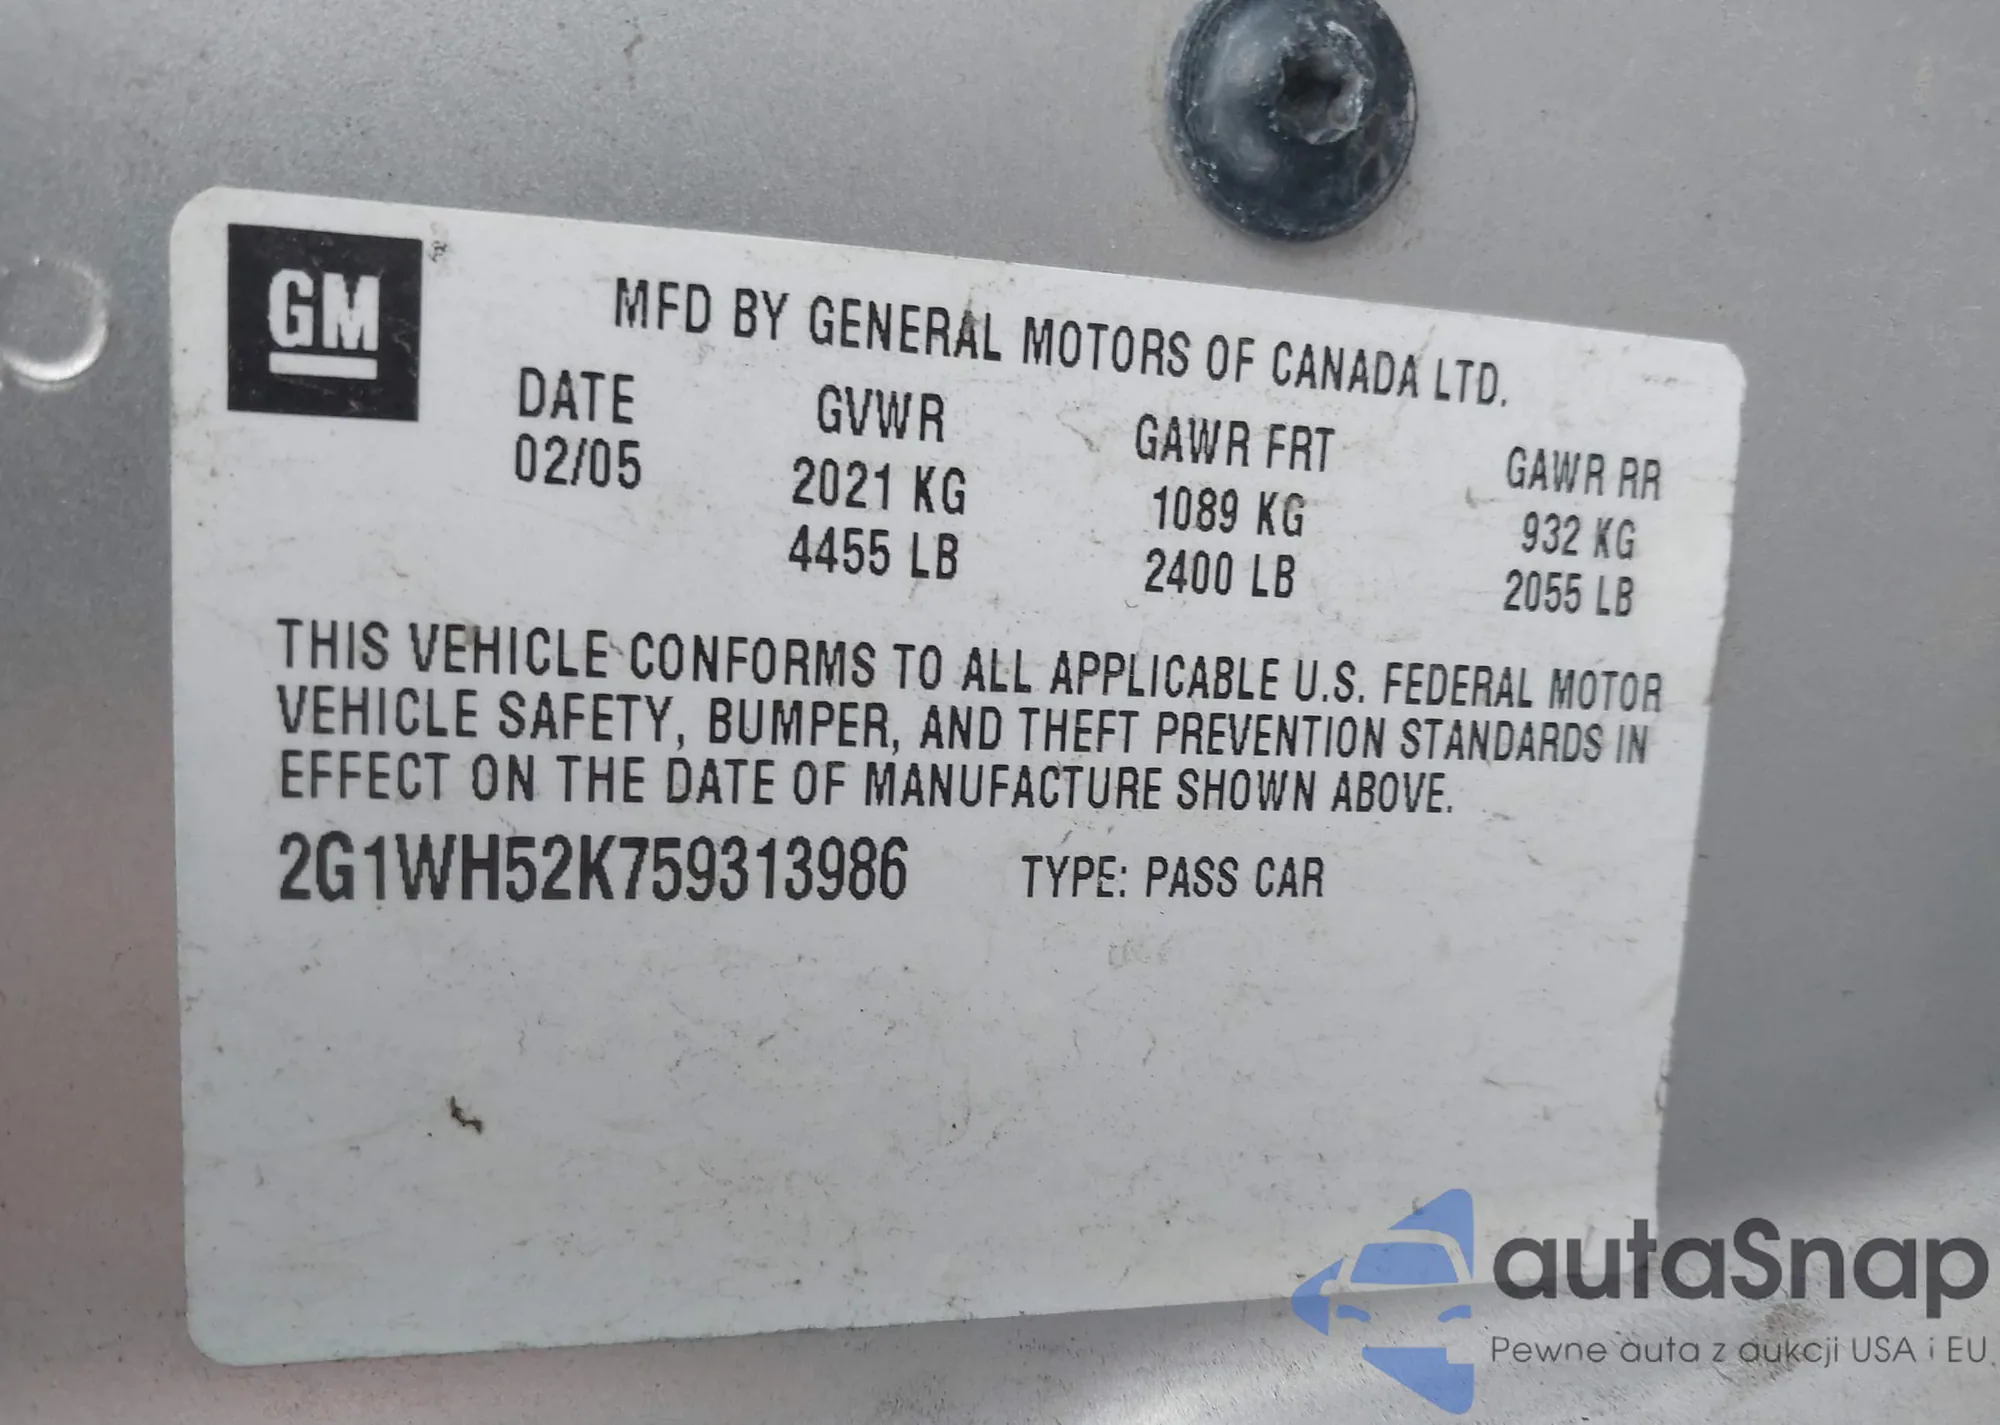 GM
MFD BY GENERAL MOTORS OF CANADA LTD.
DATE GVWR GAWR FRT GAWR RR
02/05 2021 KG 1089 KG 932 KG
4455 LB 2400 LB 2055 LB
THIS VEHICLE CONFORMS TO ALL APPLICABLE U.S. FEDERAL MOTOR
VEHICLE SAFETY, BUMPER, AND THEFT PREVENTION STANDARDS IN
EFFECT ON THE DATE OF MANUFACTURE SHOWN ABOVE.
2G1WH52K759313986 TYPE: PASS CAR
autaSnap
Pewne auta z aukcji USA i EU